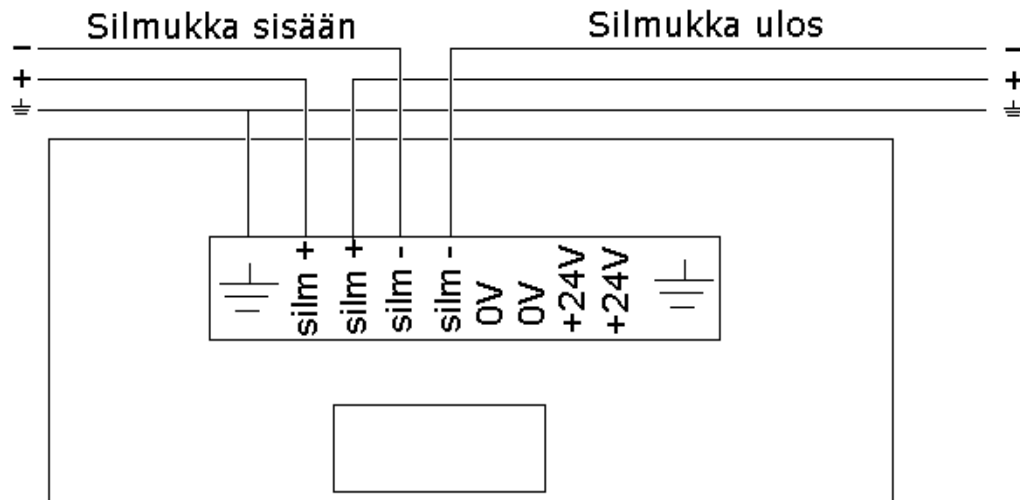 Silmukka sisään
Silmukka ulos
− −
+ +
silm +
silm +
silm -
silm -
0V
0V
+24V
+24V